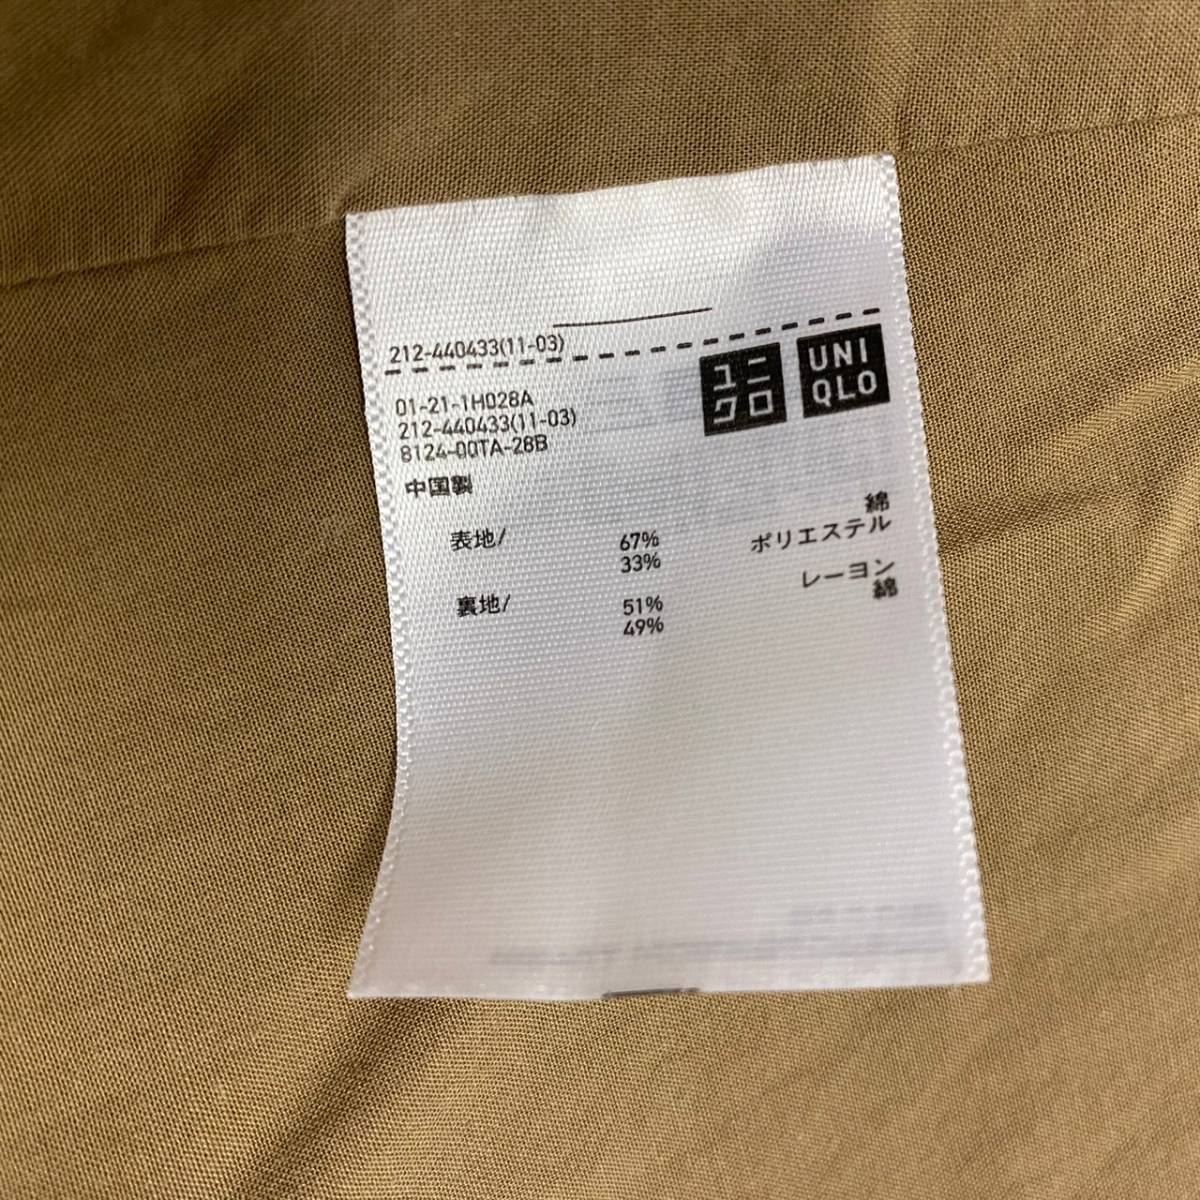 212-440433(11-03)
ユニ
クロ
UNI
QLO
01-21-1H028A
212-440433(11-03)
8124-00TA-28B
中国製
表地/ 67% 綿
33% ポリエステル
裏地/ 51% レーヨン
49% 綿